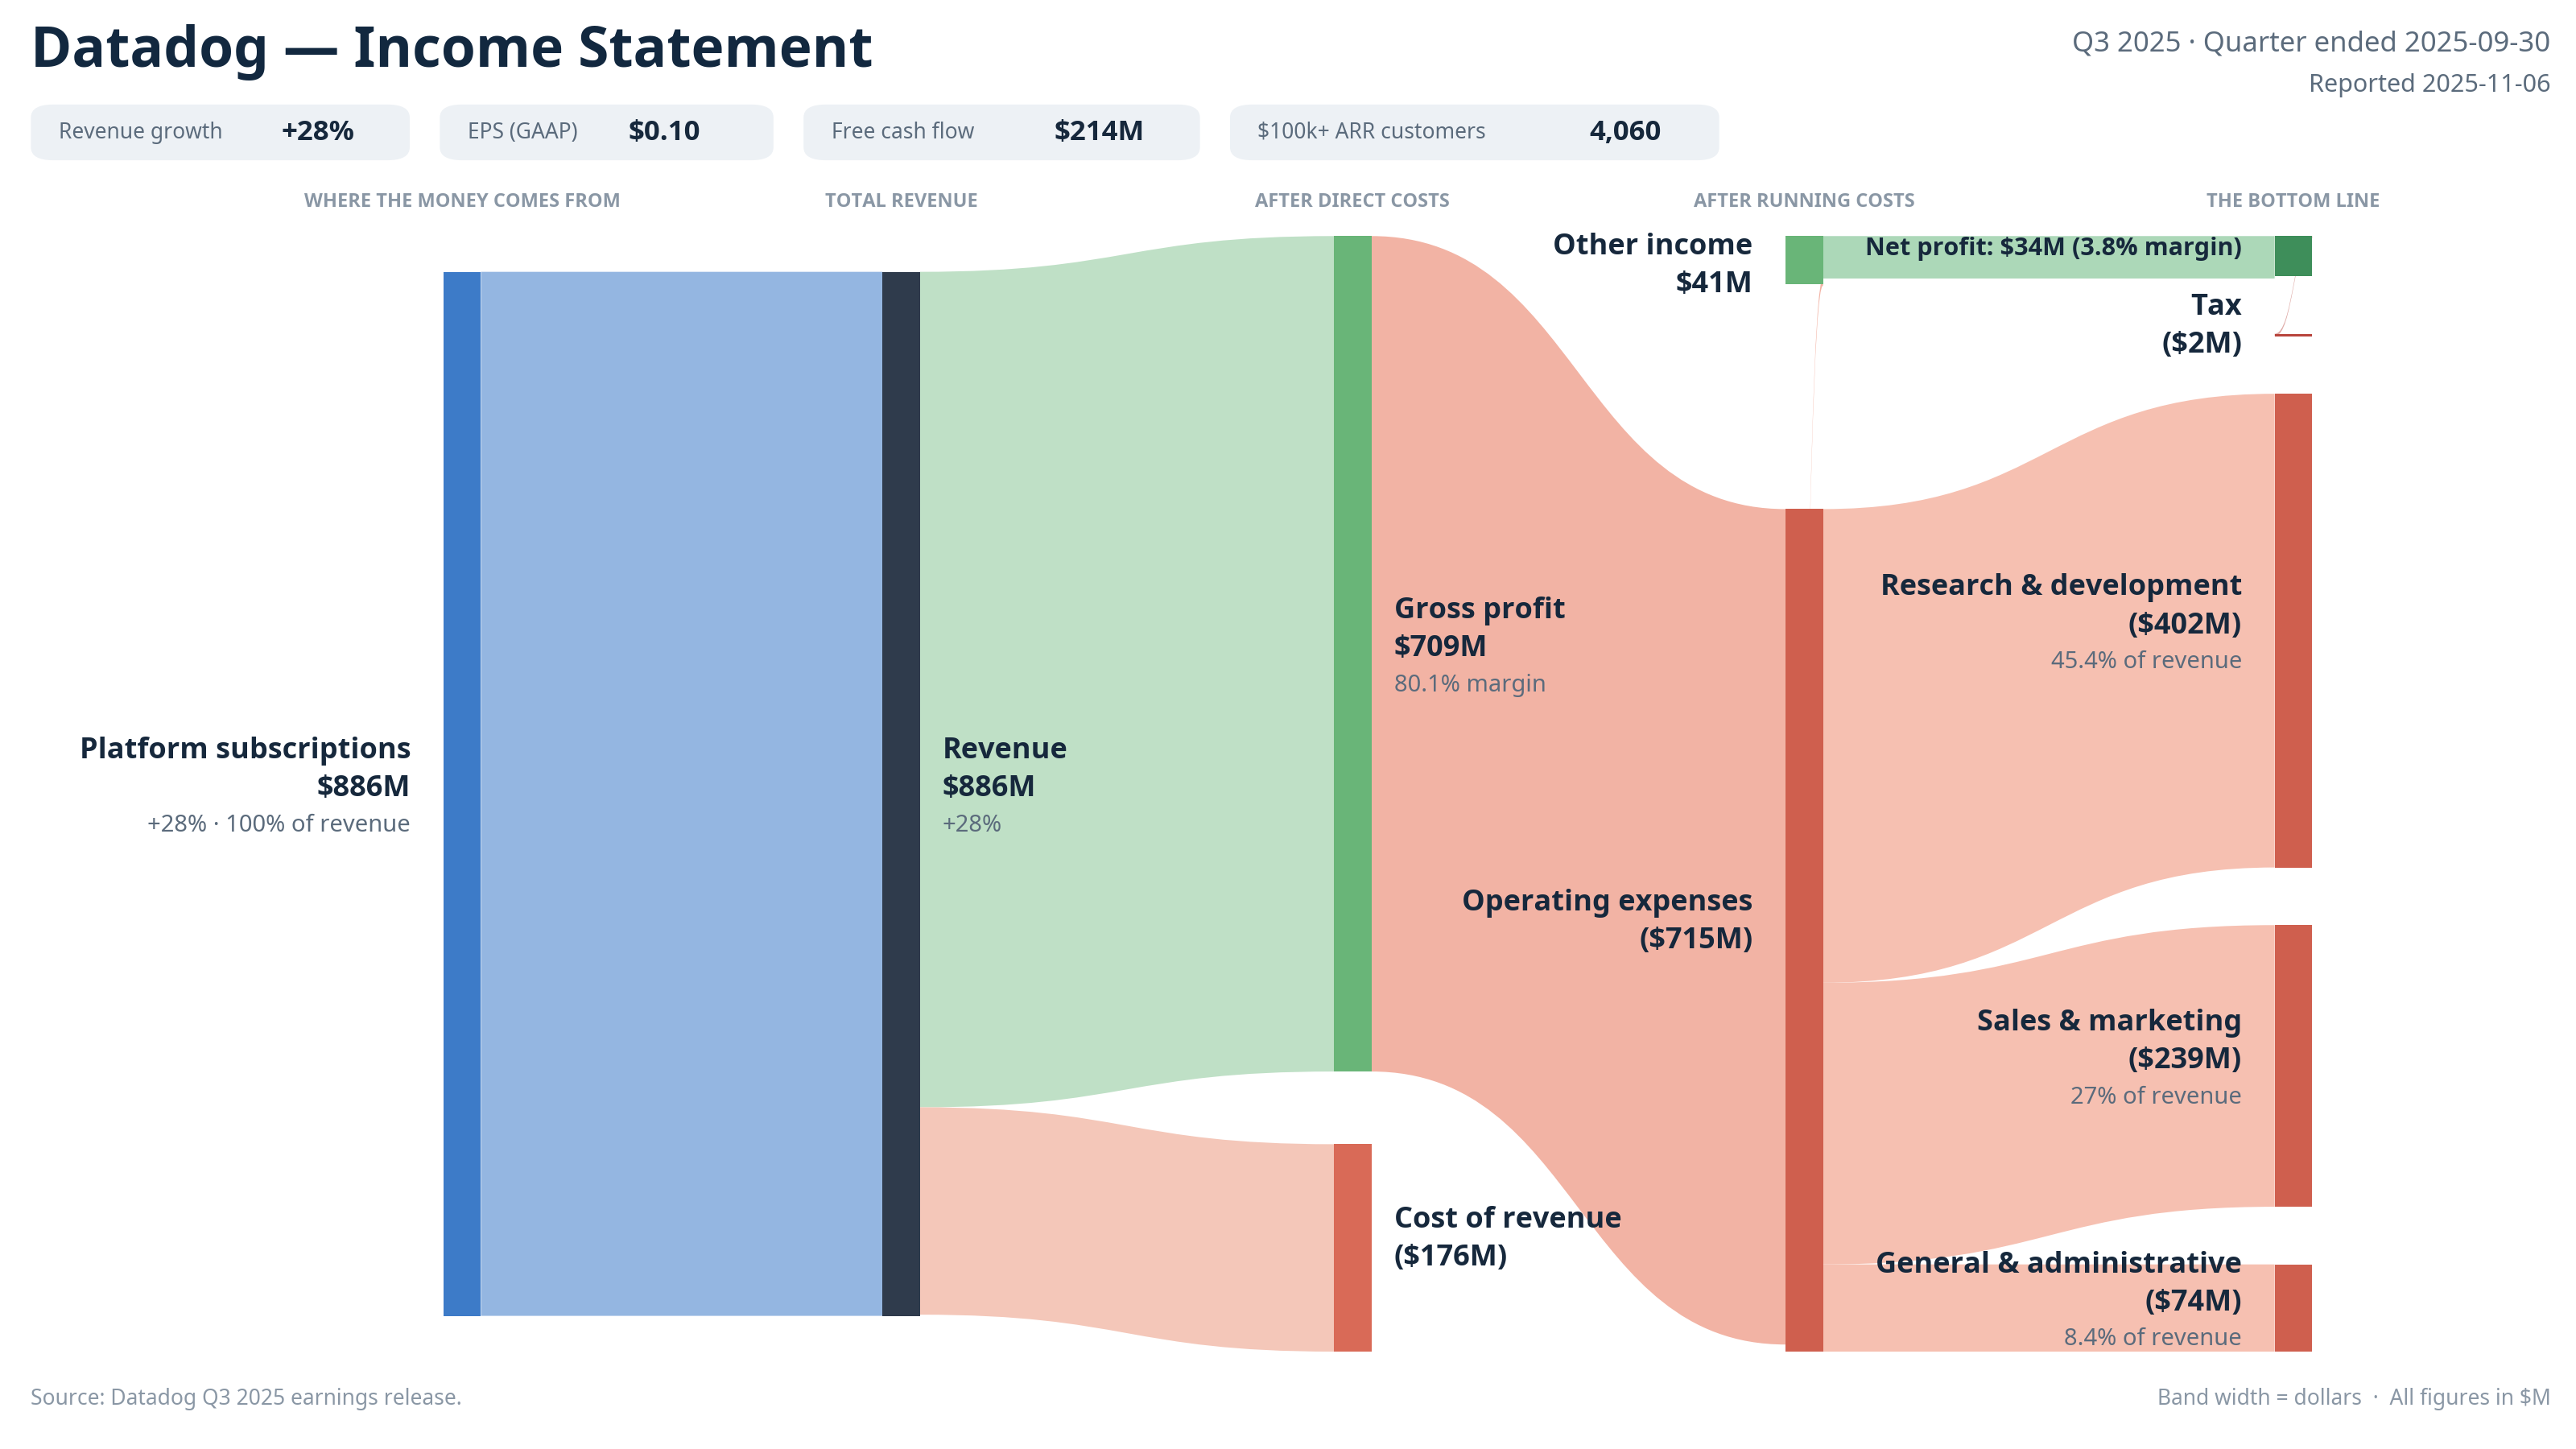 Datadog — Income Statement
Q3 2025 · Quarter ended 2025-09-30
Reported 2025-11-06
Revenue growth +28%
EPS (GAAP) $0.10
Free cash flow $214M
$100k+ ARR customers 4,060
WHERE THE MONEY COMES FROM
TOTAL REVENUE
AFTER DIRECT COSTS
AFTER RUNNING COSTS
THE BOTTOM LINE
Platform subscriptions
$886M
+28% · 100% of revenue
Revenue
$886M
+28%
Gross profit
$709M
80.1% margin
Cost of revenue
($176M)
Other income
$41M
Operating expenses
($715M)
Net profit: $34M (3.8% margin)
Tax
($2M)
Research & development
($402M)
45.4% of revenue
Sales & marketing
($239M)
27% of revenue
General & administrative
($74M)
8.4% of revenue
Source: Datadog Q3 2025 earnings release.
Band width = dollars · All figures in $M